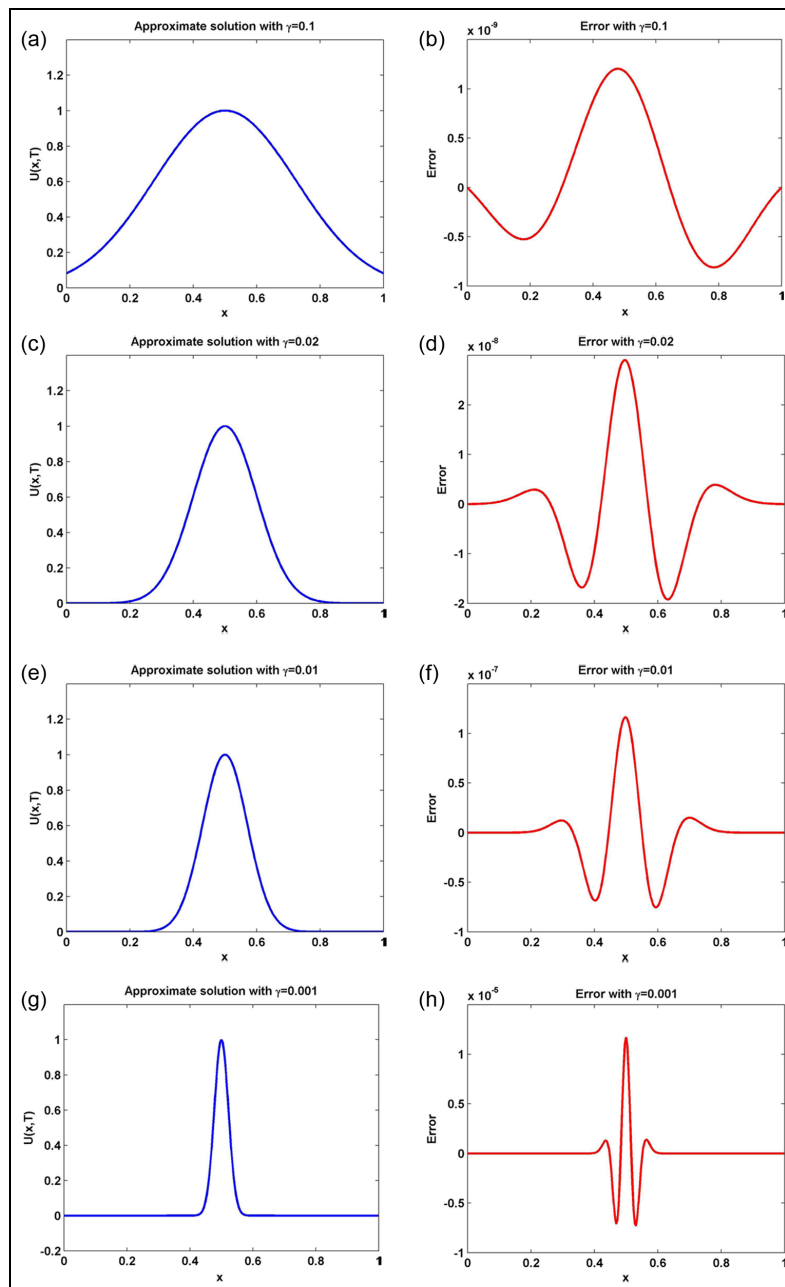 (a)
Approximate solution with γ=0.1
U(x,T)
1.2
1
0.8
0.6
0.4
0.2
0
0 0.2 0.4 0.6 0.8 1
x
(b)
Error with γ=0.1
x 10⁻⁹
Error
1
0.5
0
-0.5
-1
0 0.2 0.4 0.6 0.8 1
x
(c)
Approximate solution with γ=0.02
U(x,T)
1.2
1
0.8
0.6
0.4
0.2
0
0 0.2 0.4 0.6 0.8 1
x
(d)
Error with γ=0.02
x 10⁻⁸
Error
2
1
0
-1
-2
0 0.2 0.4 0.6 0.8 1
x
(e)
Approximate solution with γ=0.01
U(x,T)
1.2
1
0.8
0.6
0.4
0.2
0
0 0.2 0.4 0.6 0.8 1
x
(f)
Error with γ=0.01
x 10⁻⁷
Error
1
0.5
0
-0.5
-1
0 0.2 0.4 0.6 0.8 1
x
(g)
Approximate solution with γ=0.001
U(x,T)
1
0.8
0.6
0.4
0.2
0
-0.2
0 0.2 0.4 0.6 0.8 1
x
(h)
Error with γ=0.001
x 10⁻⁵
Error
1
0.5
0
-0.5
-1
0 0.2 0.4 0.6 0.8 1
x